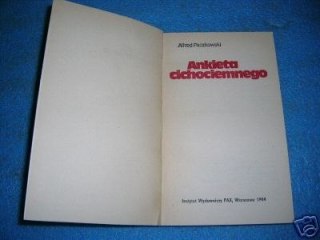 Alfred Paczkowski
Ankieta
cichociemnego
Instytut Wydawniczy PAX, Warszawa 1984